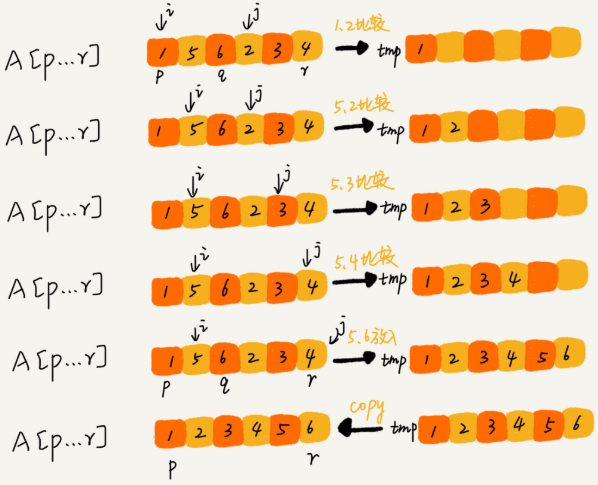 i j
A[p...r] 1 5 6 2 3 4 1.2比较 tmp 1
p q r
i j
A[p...r] 1 5 6 2 3 4 5.2比较 tmp 1 2
i j
A[p...r] 1 5 6 2 3 4 5.3比较 tmp 1 2 3
i j
A[p...r] 1 5 6 2 3 4 5.4比较 tmp 1 2 3 4
i j
A[p...r] 1 5 6 2 3 4 5.6放入 tmp 1 2 3 4 5 6
p q r
A[p...r] 1 2 3 4 5 6 copy tmp 1 2 3 4 5 6
p r